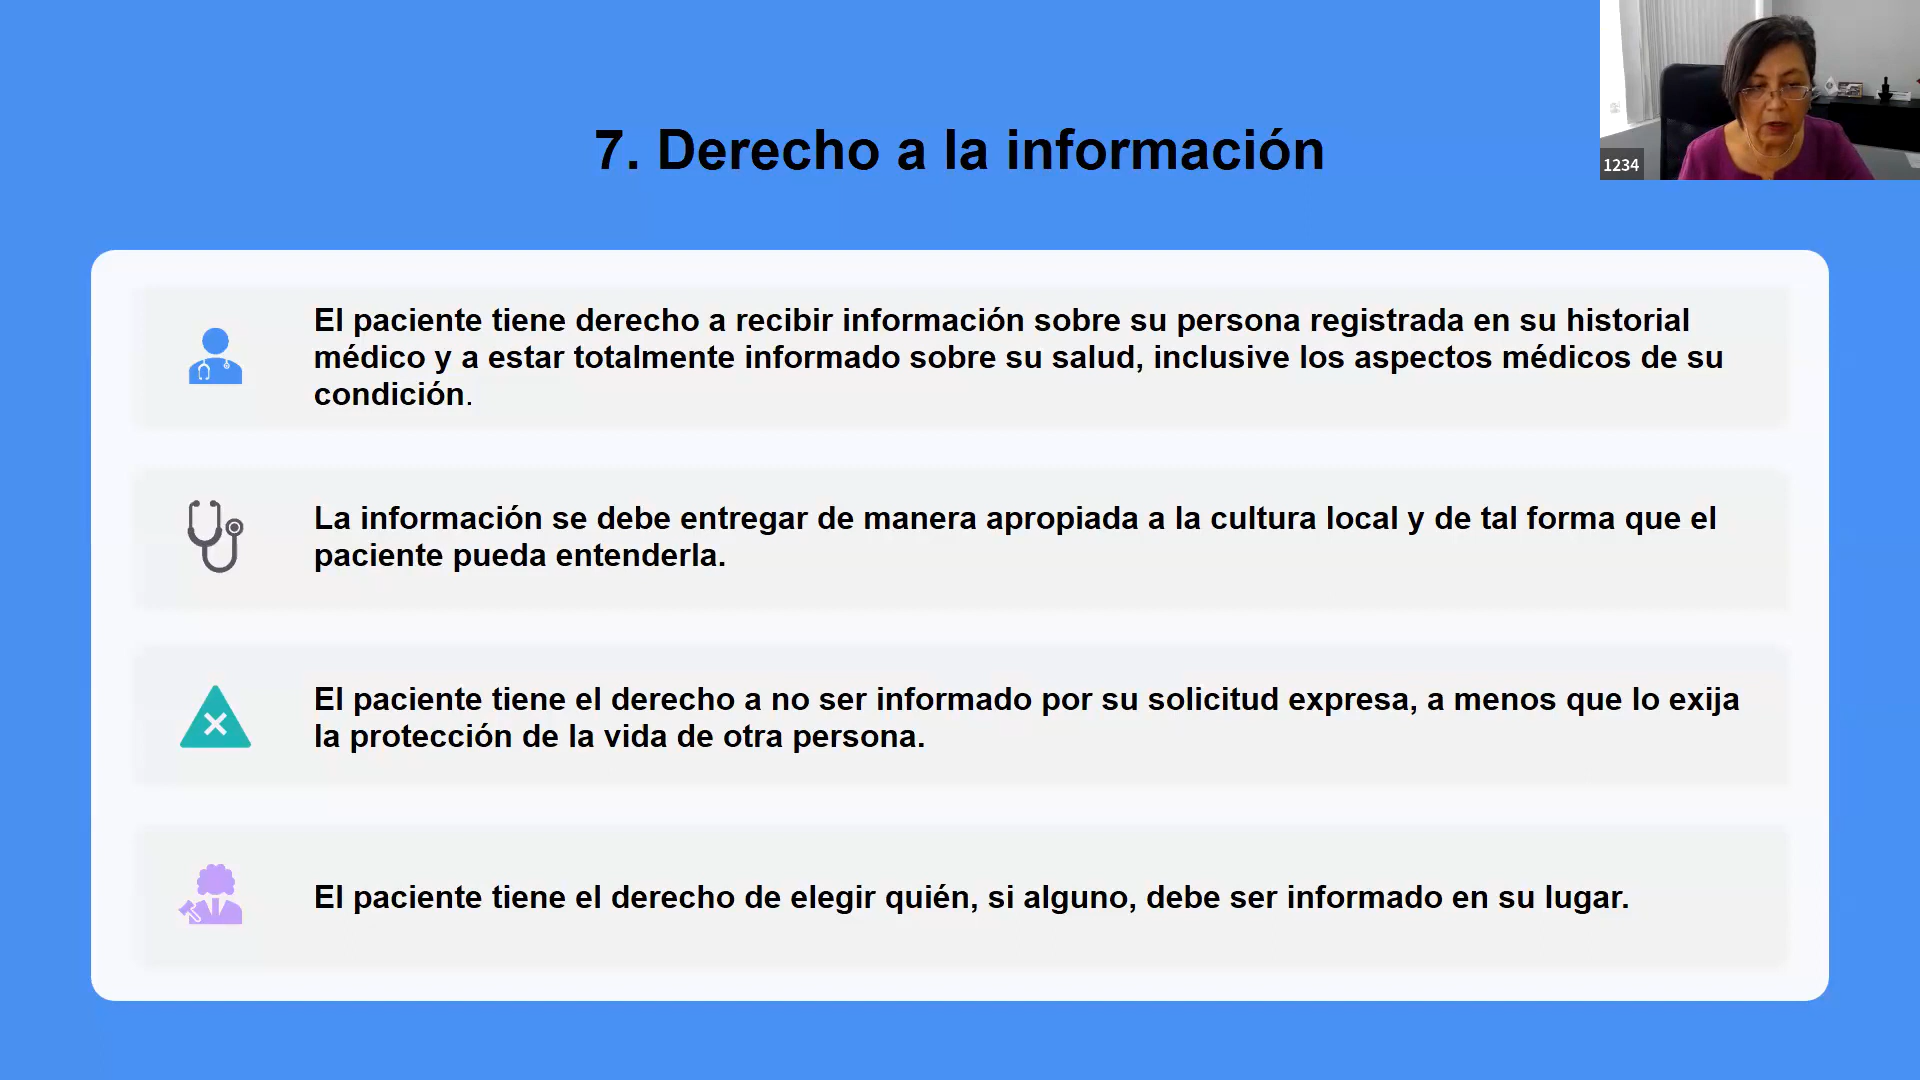 7. Derecho a la información
1234
El paciente tiene derecho a recibir información sobre su persona registrada en su historial
médico y a estar totalmente informado sobre su salud, inclusive los aspectos médicos de su
condición.
La información se debe entregar de manera apropiada a la cultura local y de tal forma que el
paciente pueda entenderla.
El paciente tiene el derecho a no ser informado por su solicitud expresa, a menos que lo exija
la protección de la vida de otra persona.
El paciente tiene el derecho de elegir quién, si alguno, debe ser informado en su lugar.